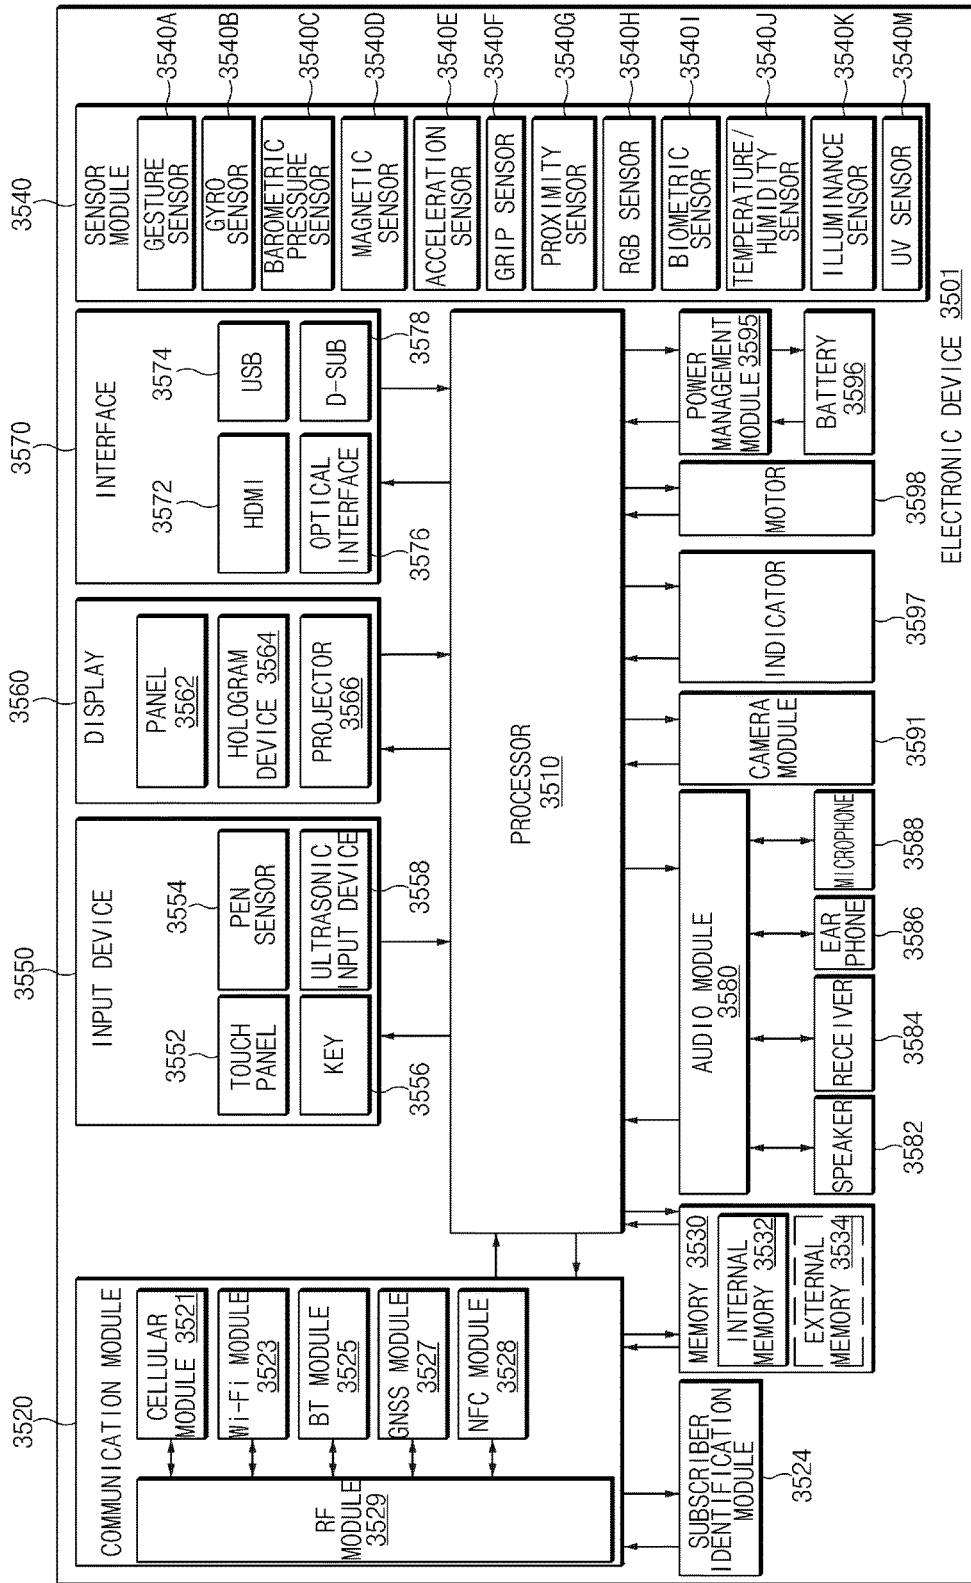 3520
COMMUNICATION MODULE
CELLULAR
MODULE 3521
Wi-Fi MODULE
3523
BT MODULE
3525
GNSS MODULE
3527
NFC MODULE
3528
RF
MODULE
3529
SUBSCRIBER
IDENTIFICATION
MODULE
3524
3550
INPUT DEVICE
3552
TOUCH
PANEL
3554
PEN
SENSOR
KEY
3556
ULTRASONIC
INPUT DEVICE
3558
3560
DISPLAY
PANEL
3562
HOLOGRAM
DEVICE 3564
PROJECTOR
3566
3570
INTERFACE
3572
HDMI
3574
USB
OPTICAL
INTERFACE
3576
D-SUB
3578
3540
SENSOR
MODULE
GESTURE
SENSOR
3540A
GYRO
SENSOR
3540B
BAROMETRIC
PRESSURE
SENSOR
3540C
MAGNETIC
SENSOR
3540D
ACCELERATION
SENSOR
3540E
GRIP SENSOR
3540F
PROXIMITY
SENSOR
3540G
RGB SENSOR
3540H
BIOMETRIC
SENSOR
3540I
TEMPERATURE/
HUMIDITY
SENSOR
3540J
ILLUMINANCE
SENSOR
3540K
UV SENSOR
3540M
PROCESSOR
3510
MEMORY 3530
INTERNAL
MEMORY 3532
EXTERNAL
MEMORY 3534
AUDIO MODULE
3580
SPEAKER
3582
RECEIVER
3584
EAR
PHONE
3586
MICROPHONE
3588
CAMERA
MODULE
3591
INDICATOR
3597
MOTOR
3598
POWER
MANAGEMENT
MODULE 3595
BATTERY
3596
ELECTRONIC DEVICE 3501